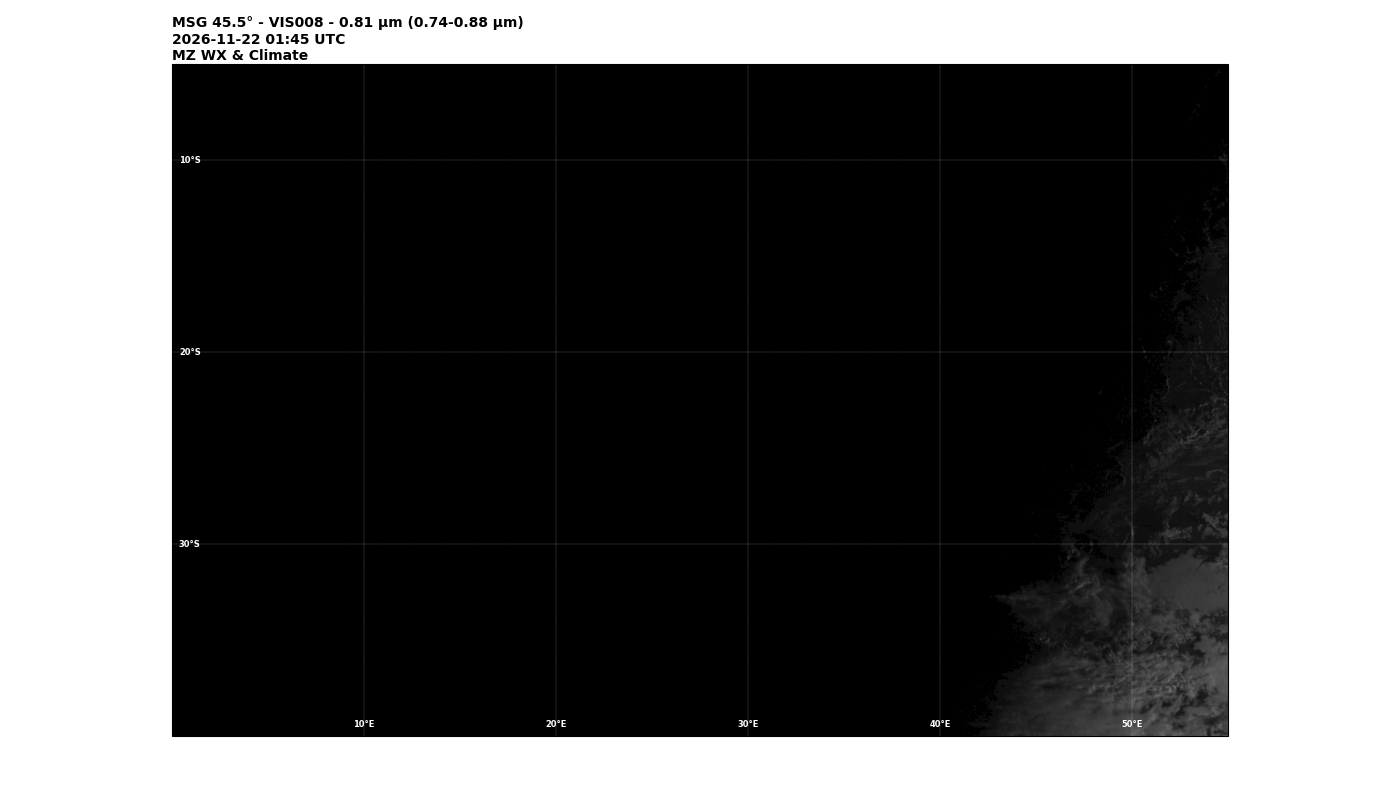 MSG 45.5° - VIS008 - 0.81 µm (0.74-0.88 µm)
2026-11-22 01:45 UTC
MZ WX & Climate
10°S
20°S
30°S
10°E 20°E 30°E 40°E 50°E